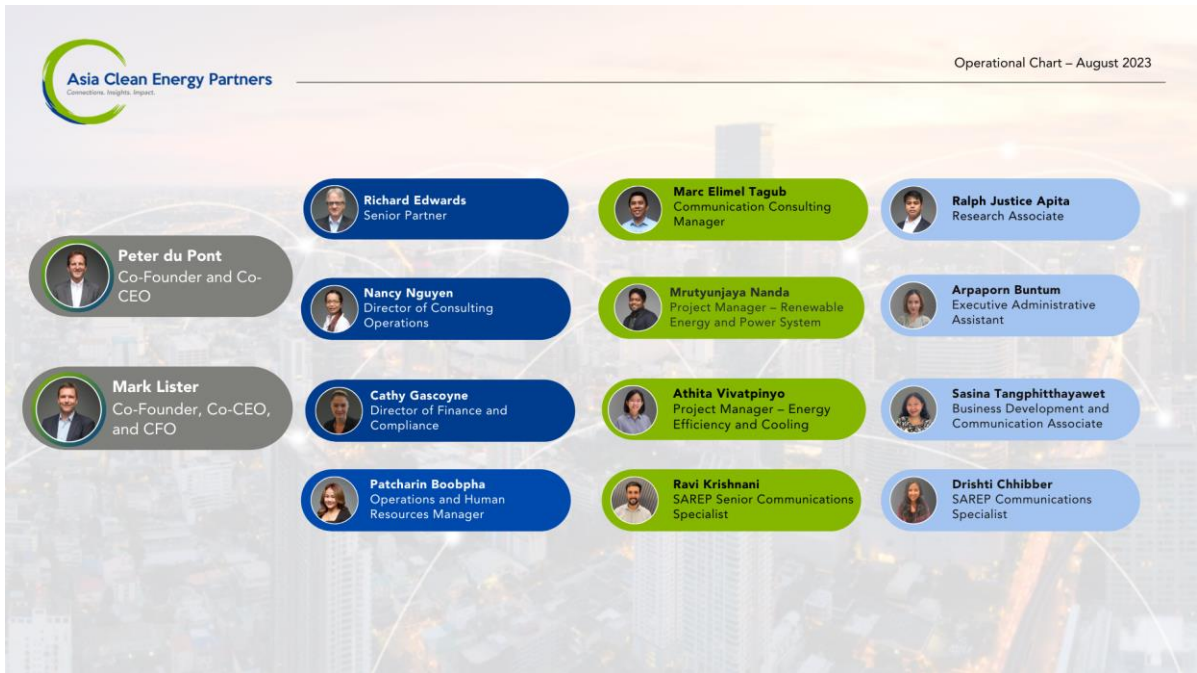 Asia Clean Energy Partners
Connections. Insights. Impact.
Operational Chart – August 2023
Peter du Pont
Co-Founder and Co-
CEO
Mark Lister
Co-Founder, Co-CEO,
and CFO
Richard Edwards
Senior Partner
Nancy Nguyen
Director of Consulting
Operations
Cathy Gascoyne
Director of Finance and
Compliance
Patcharin Boobpha
Operations and Human
Resources Manager
Marc Elimel Tagub
Communication Consulting
Manager
Mrutyunjaya Nanda
Project Manager – Renewable
Energy and Power System
Athita Vivatpinyo
Project Manager – Energy
Efficiency and Cooling
Ravi Krishnani
SAREP Senior Communications
Specialist
Ralph Justice Apita
Research Associate
Arpaporn Buntum
Executive Administrative
Assistant
Sasina Tangphitthayawet
Business Development and
Communication Associate
Drishti Chhibber
SAREP Communications
Specialist